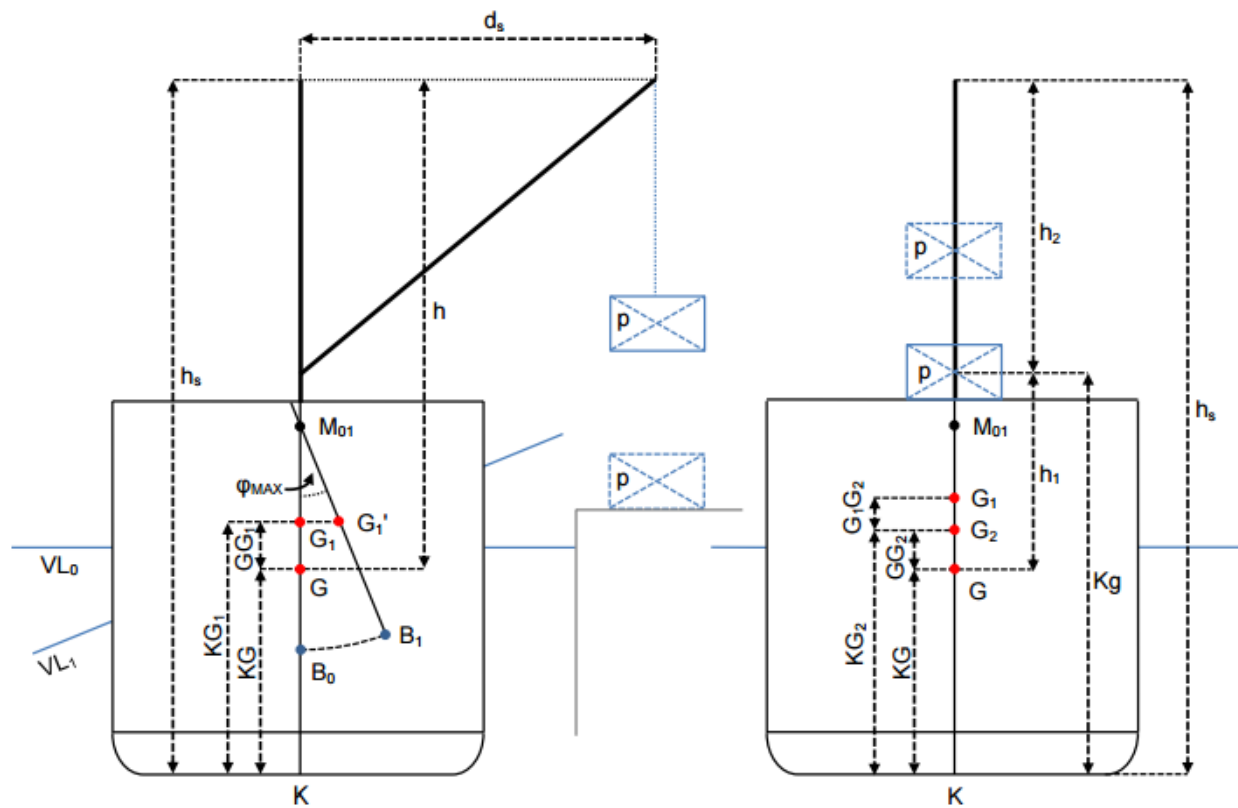 dₛ
hₛ
h
p
p
M₀₁
φMAX
G₁'
G₁
GG₁
G
VL₀
KG₁
KG
B₁
B₀
VL₁
K
h₂
p
p
hₛ
M₀₁
h₁
G₁
G₁G₂
G₂
GG₂
G
Kg
KG₂
KG
K